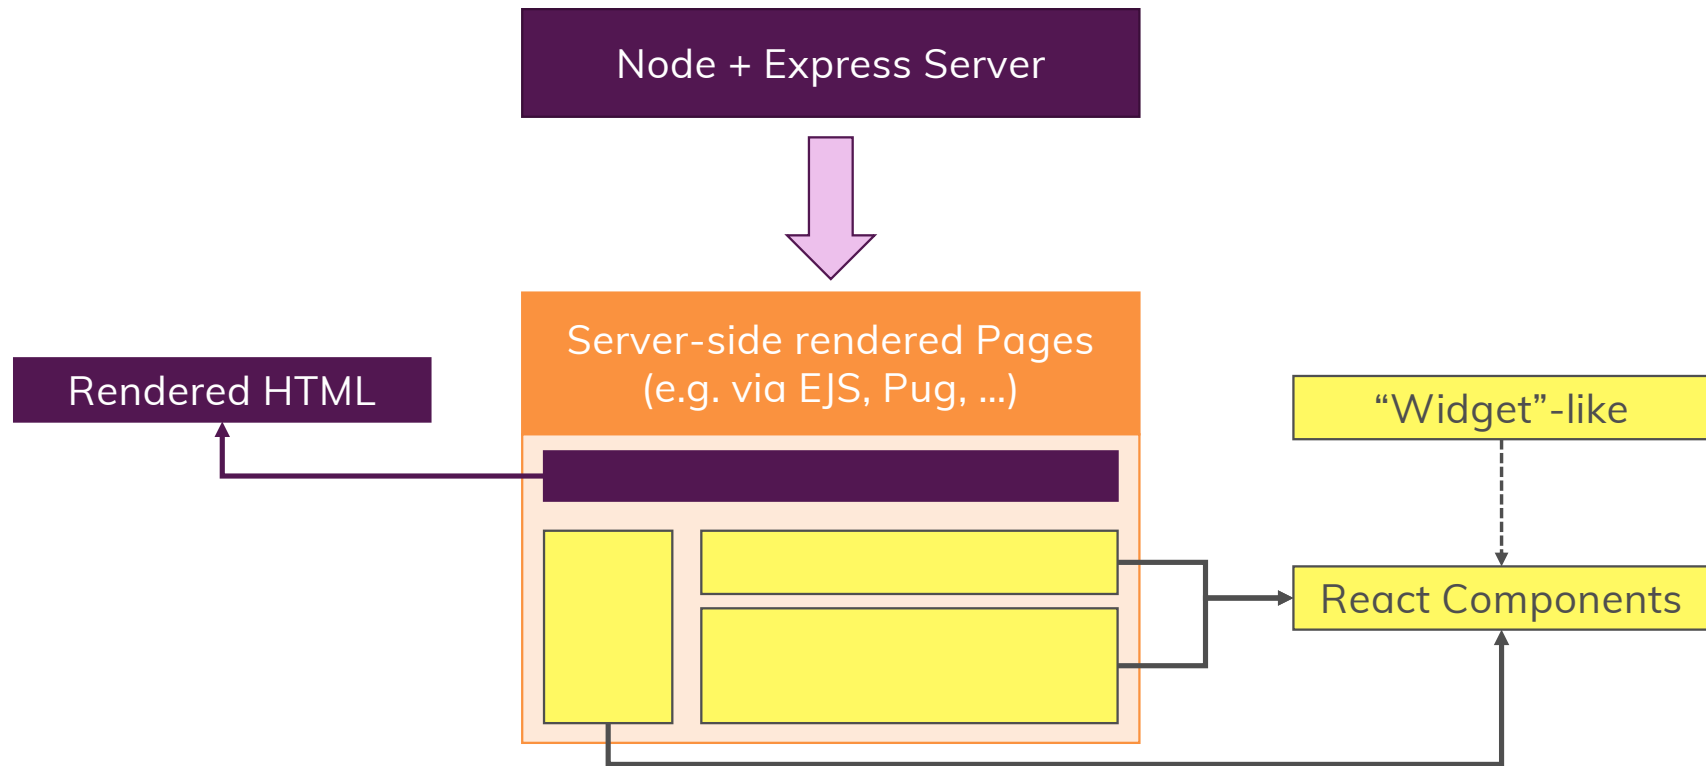 Node + Express Server
Server-side rendered Pages
(e.g. via EJS, Pug, ...)
Rendered HTML
“Widget”-like
React Components